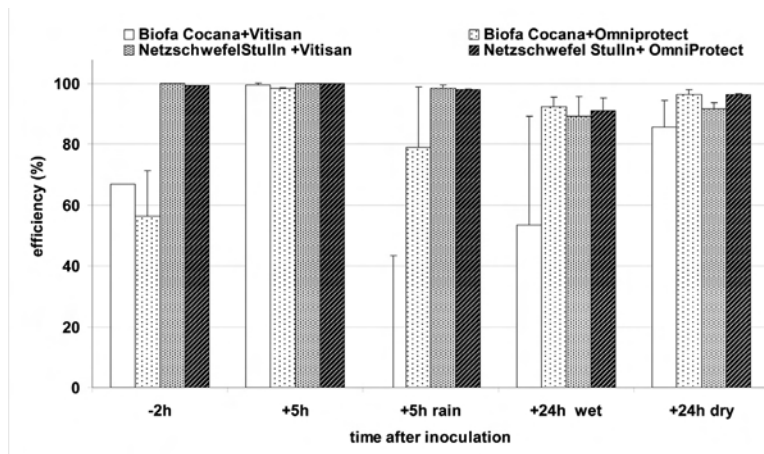 Biofa Cocana+Vitisan
Biofa Cocana+Omniprotect
NetzschwefelStulln +Vitisan
Netzschwefel Stulln+ OmniProtect
100
80
60
40
20
0
efficiency (%)
-2h
+5h
+5h rain
+24h wet
+24h dry
time after inoculation